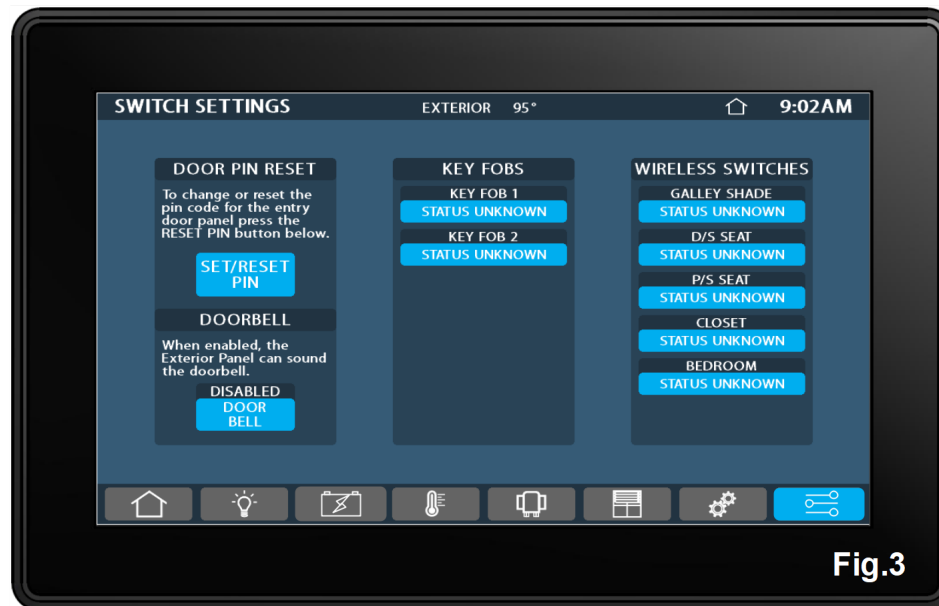 SWITCH SETTINGS
EXTERIOR 95°
9:02AM
DOOR PIN RESET
To change or reset the
pin code for the entry
door panel press the
RESET PIN button below.
SET/RESET
PIN
DOORBELL
When enabled, the
Exterior Panel can sound
the doorbell.
DISABLED
DOOR
BELL
KEY FOBS
KEY FOB 1
STATUS UNKNOWN
KEY FOB 2
STATUS UNKNOWN
WIRELESS SWITCHES
GALLEY SHADE
STATUS UNKNOWN
D/S SEAT
STATUS UNKNOWN
P/S SEAT
STATUS UNKNOWN
CLOSET
STATUS UNKNOWN
BEDROOM
STATUS UNKNOWN
Fig.3